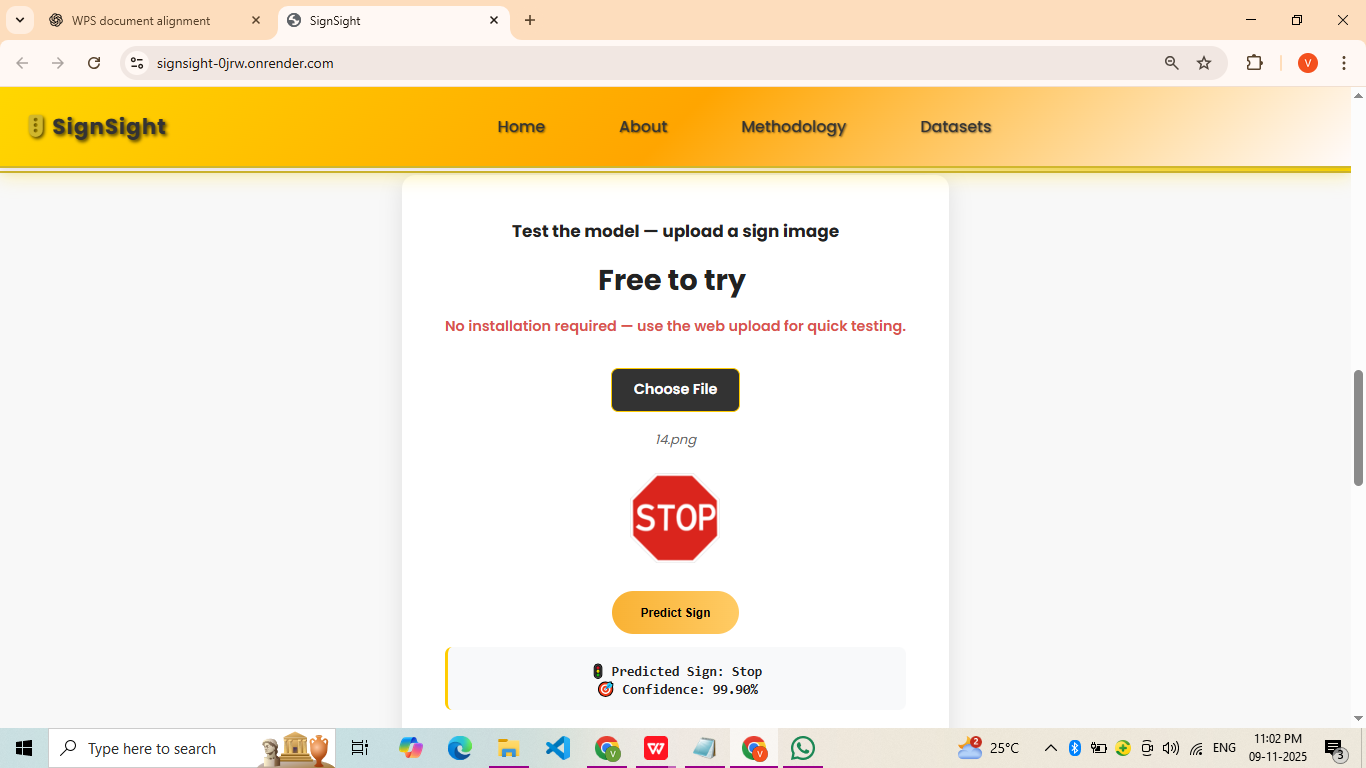 WPS document alignment
SignSight
signsight-0jrw.onrender.com
V
SignSight
Home
About
Methodology
Datasets
Test the model — upload a sign image
Free to try
No installation required — use the web upload for quick testing.
Choose File
14.png
STOP
Predict Sign
Predicted Sign: Stop
Confidence: 99.90%
Type here to search
V
W
V
2
25°C
ENG
11:02 PM
09-11-2025
3